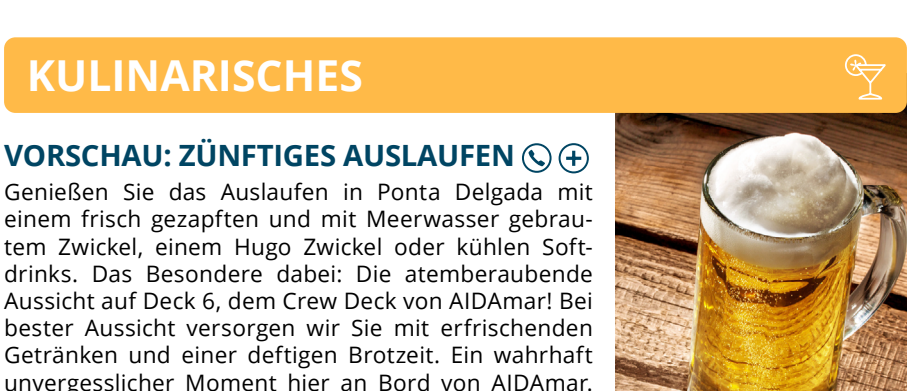 KULINARISCHES
VORSCHAU: ZÜNFTIGES AUSLAUFEN
Genießen Sie das Auslaufen in Ponta Delgada mit
einem frisch gezapften und mit Meerwasser gebrau-
tem Zwickel, einem Hugo Zwickel oder kühlen Soft-
drinks. Das Besondere dabei: Die atemberaubende
Aussicht auf Deck 6, dem Crew Deck von AIDAmar! Bei
bester Aussicht versorgen wir Sie mit erfrischenden
Getränken und einer deftigen Brotzeit. Ein wahrhaft
unvergesslicher Moment hier an Bord von AIDAmar.